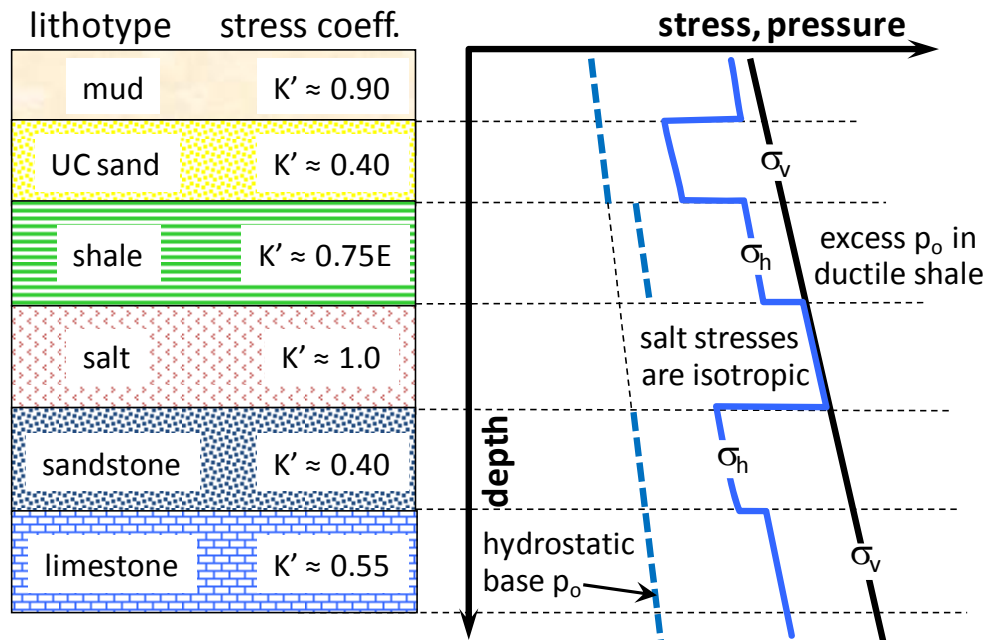 lithotype stress coeff.
mud K’ ≈ 0.90
UC sand K’ ≈ 0.40
shale K’ ≈ 0.75E
salt K’ ≈ 1.0
sandstone K’ ≈ 0.40
limestone K’ ≈ 0.55
stress, pressure
σv
σh
excess po in
ductile shale
salt stresses
are isotropic
σh
depth
hydrostatic
base po
σv